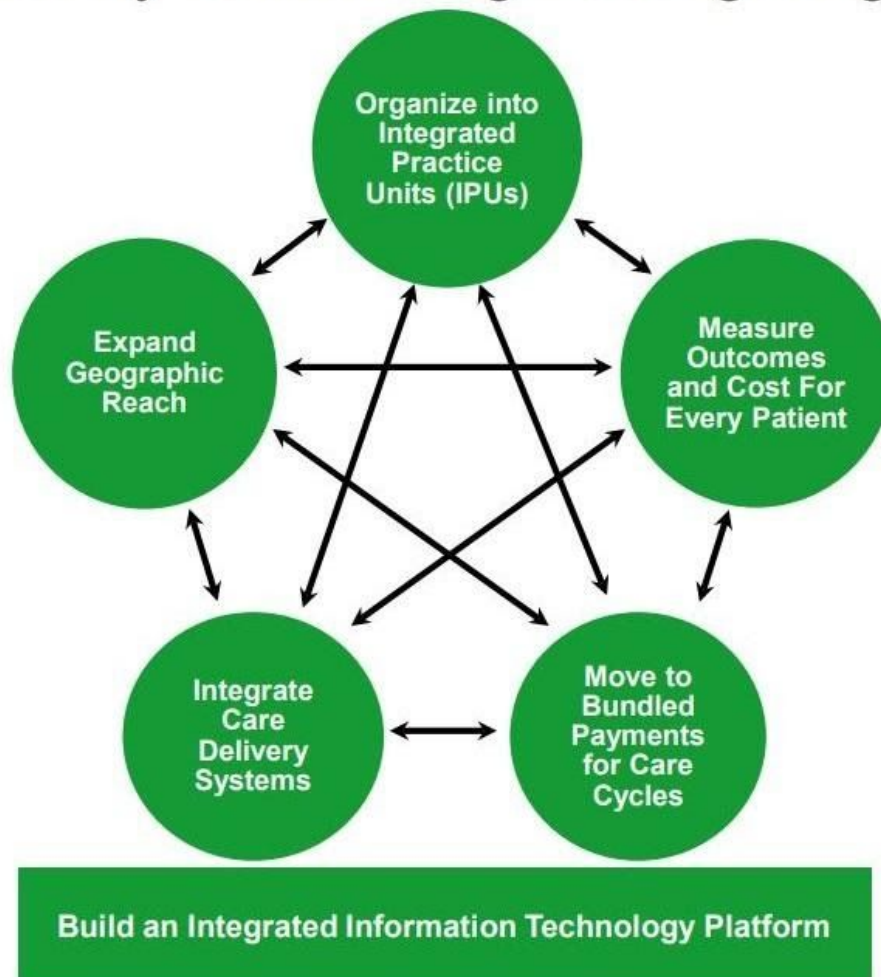 Organize into
Integrated
Practice
Units (IPUs)
Expand
Geographic
Reach
Measure
Outcomes
and Cost For
Every Patient
Integrate
Care
Delivery
Systems
Move to
Bundled
Payments
for Care
Cycles
Build an Integrated Information Technology Platform